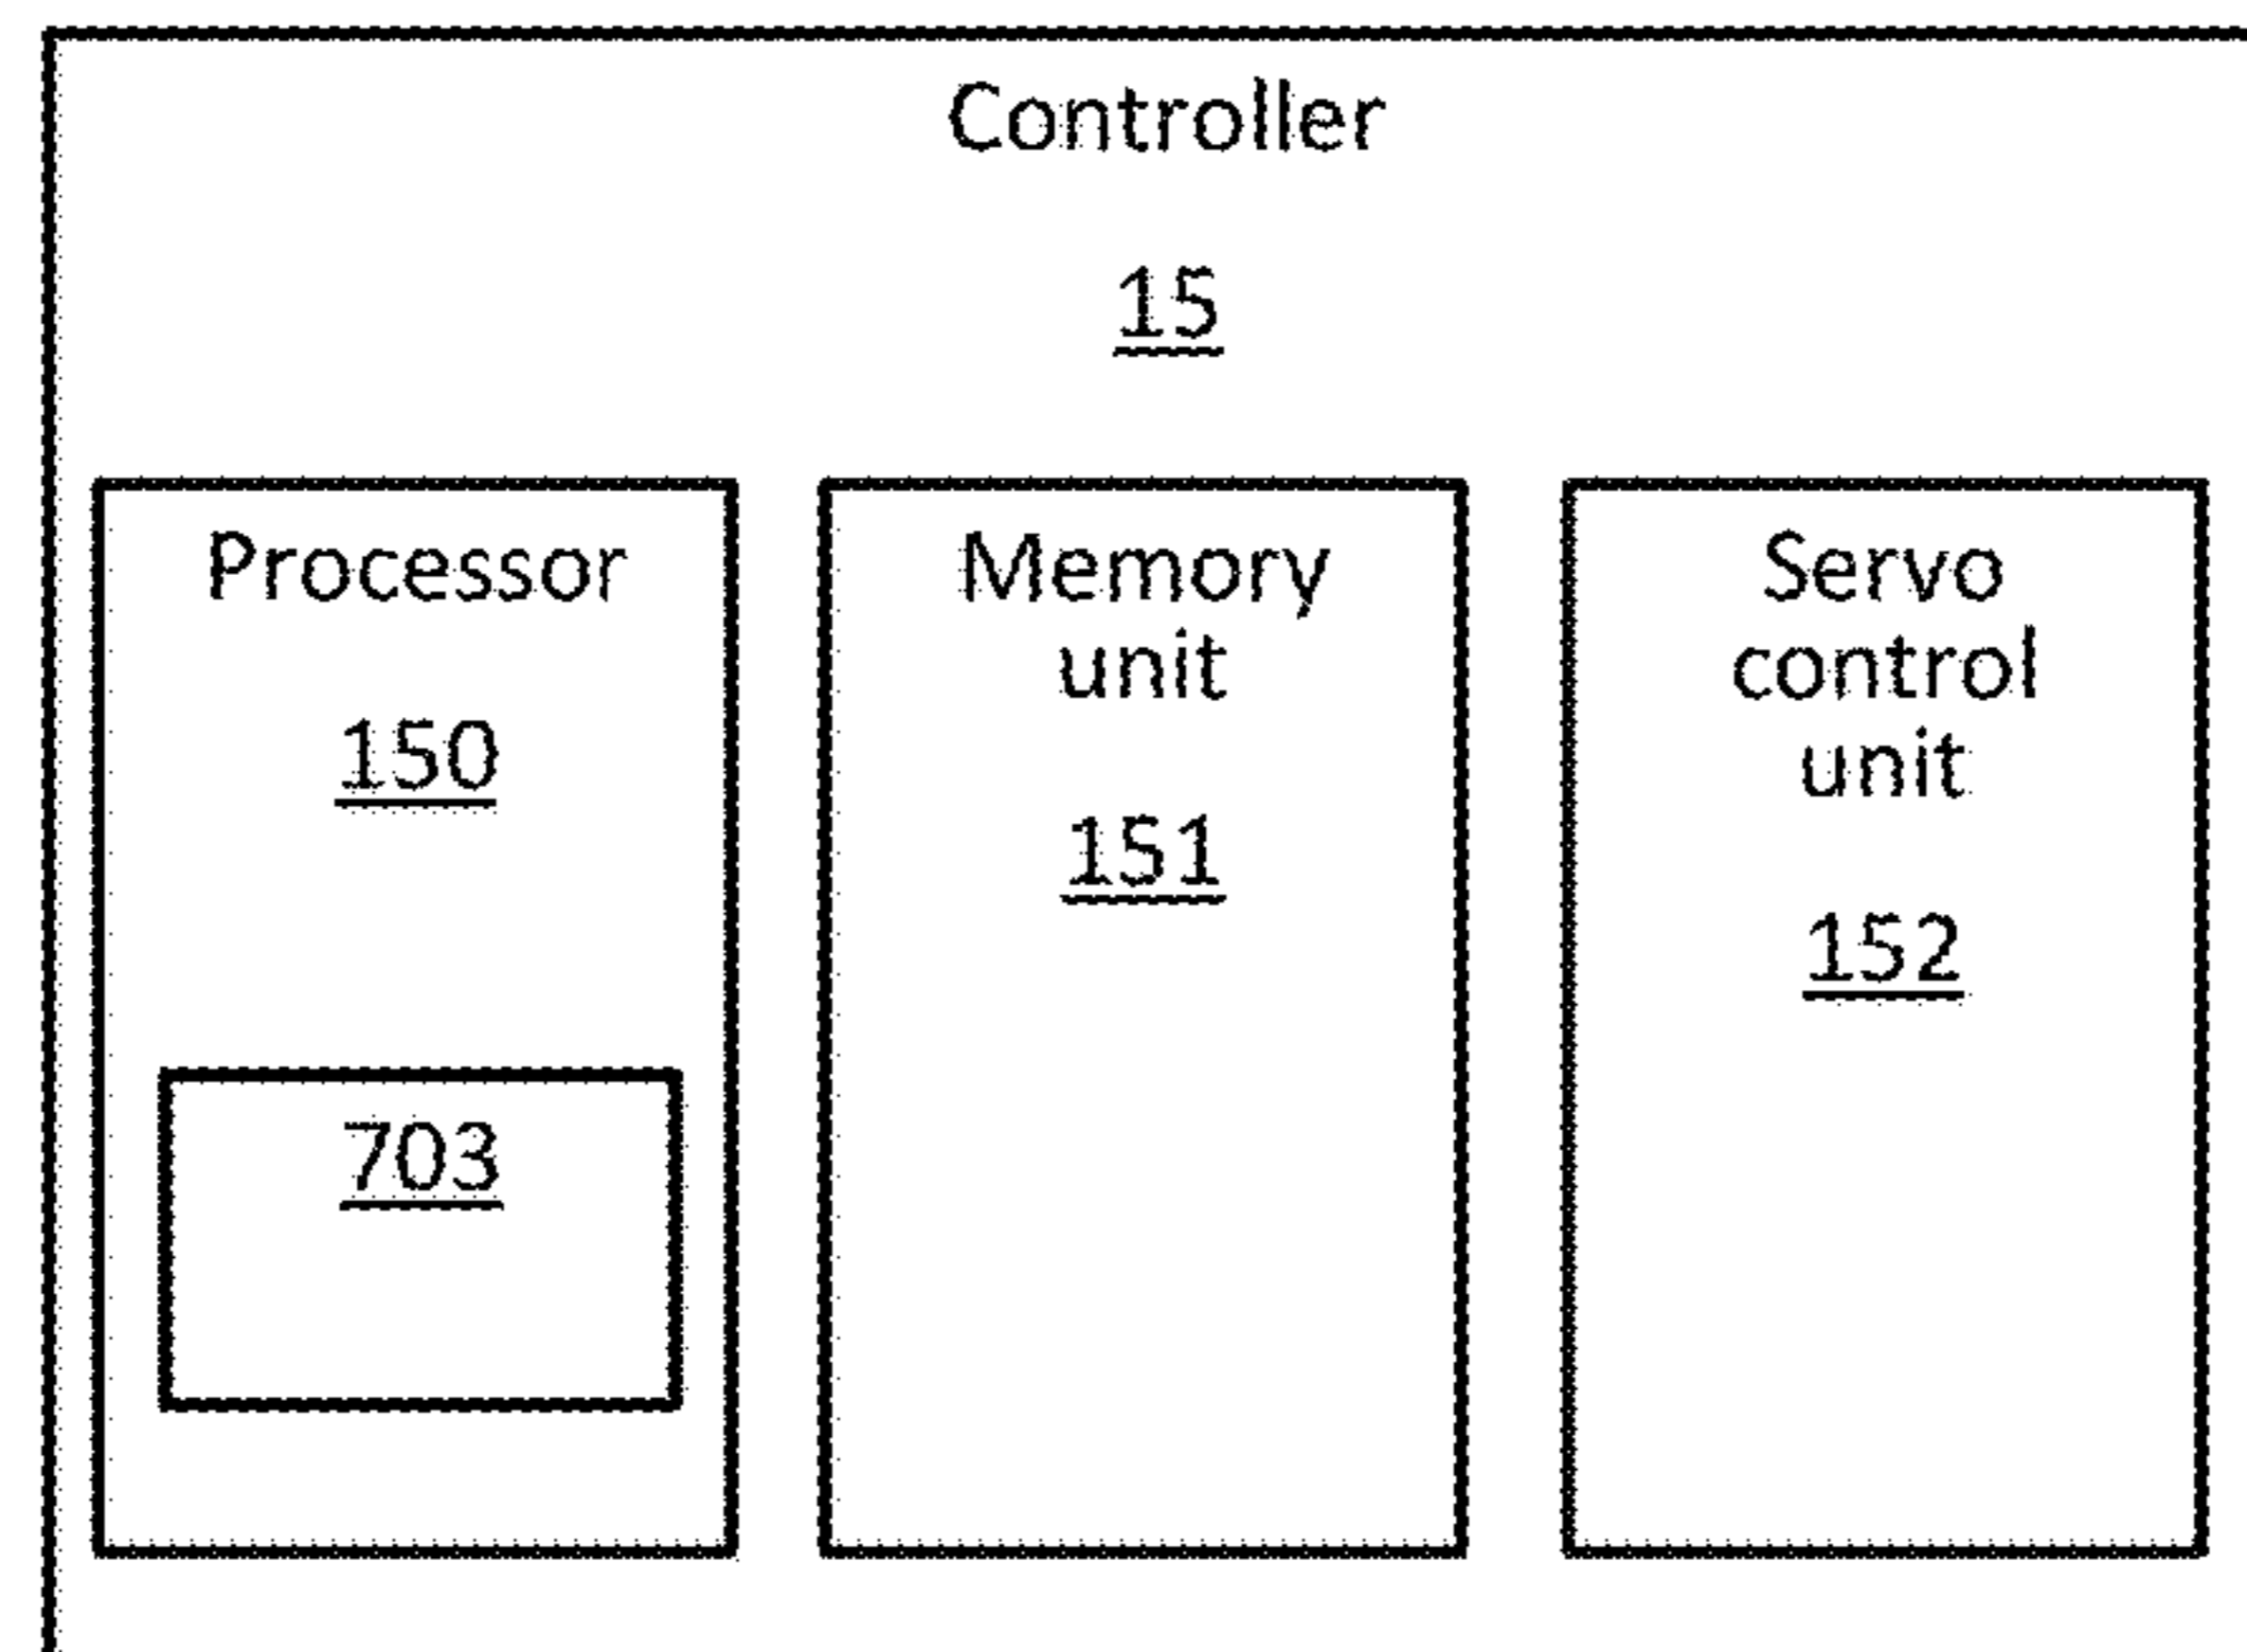 Controller
15
Processor
150
703
Memory
unit
151
Servo
control
unit
152